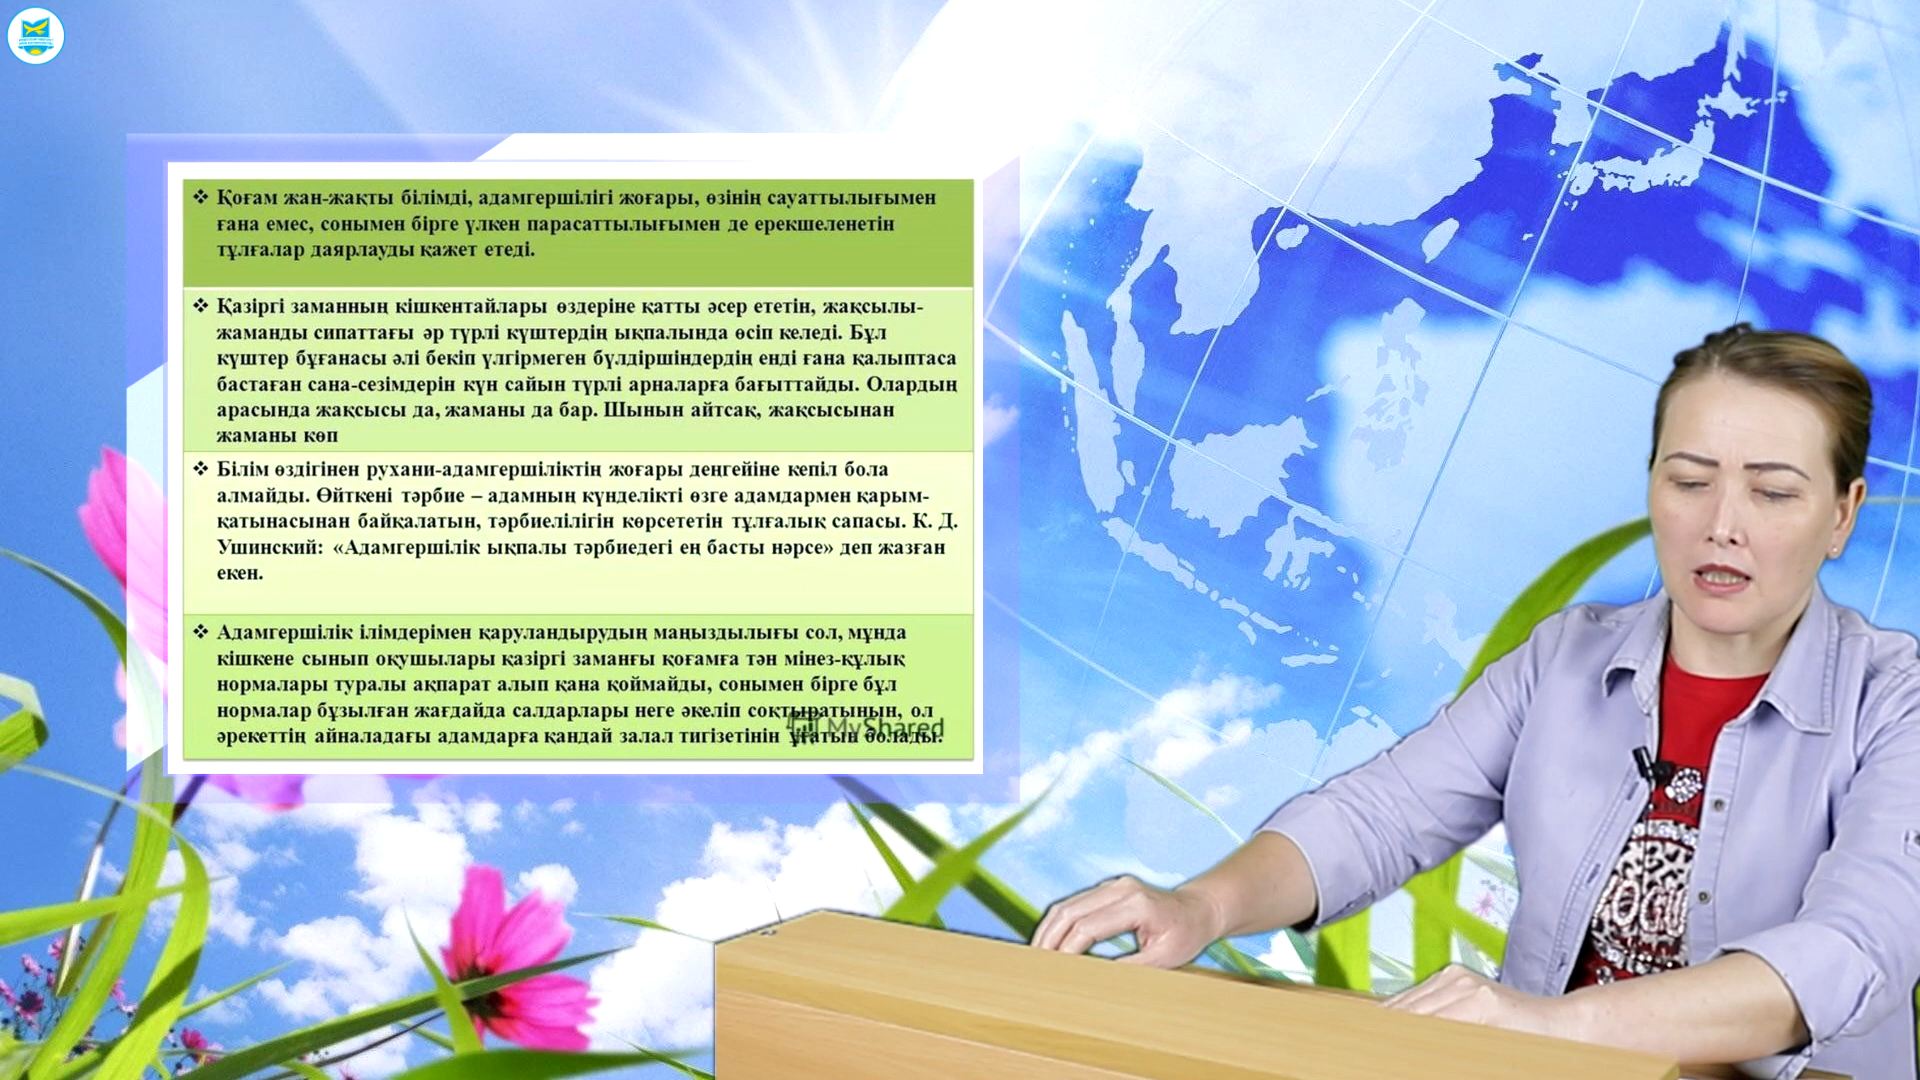 ❖ Қоғам жан-жақты білімді, адамгершілігі жоғары, өзінің сауаттылығымен
ғана емес, сонымен бірге үлкен парасаттылығымен де ерекшеленетін
тұлғалар даярлауды қажет етеді.
❖ Қазіргі заманның кішкентайлары өздеріне қатты әсер ететін, жақсылы-
жаманды сипаттағы әр түрлі күштердің ықпалында өсіп келеді. Бұл
күштер бұғанасы әлі бекіп үлгірмеген бүлдіршіндердің енді ғана қалыптаса
бастаған сана-сезімдерін күн сайын түрлі арналарға бағыттайды. Олардың
арасында жақсысы да, жаманы да бар. Шынын айтсақ, жақсысынан
жаманы көп
❖ Білім өздігінен рухани-адамгершіліктің жоғары деңгейіне кепіл бола
алмайды. Өйткені тәрбие – адамның күнделікті өзге адамдармен қарым-
қатынасынан байқалатын, тәрбиелілігін көрсететін тұлғалық сапасы. К. Д.
Ушинский: «Адамгершілік ықпалы тәрбиедегі ең басты нәрсе» деп жазған
екен.
❖ Адамгершілік ілімдерімен қаруландырудың маңыздылығы сол, мұнда
кішкене сынып оқушылары қазіргі заманғы қоғамға тән мінез-құлық
нормалары туралы ақпарат алып қана қоймайды, сонымен бірге бұл
нормалар бұзылған жағдайда салдарлары неге әкеліп соқтыратынын, ол
әрекеттің айналадағы адамдарға қандай залал тигізетінін ұғатын болады.
MyShared